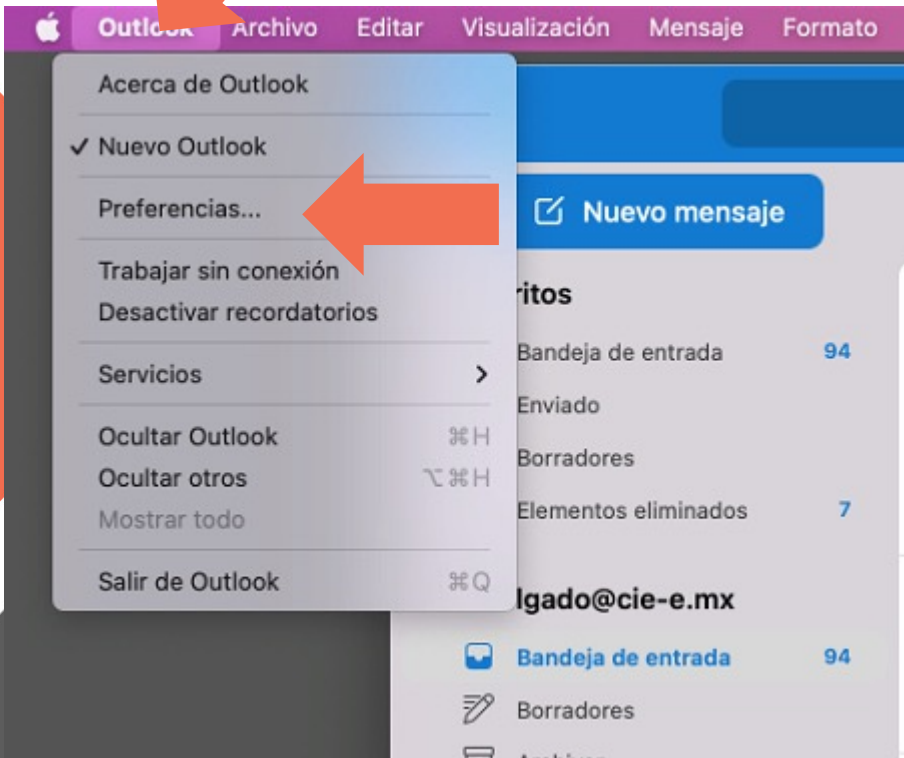 Outlook Archivo Editar Visualización Mensaje Formato
Acerca de Outlook
✓ Nuevo Outlook
Preferencias...
Trabajar sin conexión
Desactivar recordatorios
Servicios >
Ocultar Outlook ⌘H
Ocultar otros ⌥⌘H
Mostrar todo
Salir de Outlook ⌘Q
Nuevo mensaje
ritos
Bandeja de entrada 94
Enviado
Borradores
Elementos eliminados 7
lgado@cie-e.mx
Bandeja de entrada 94
Borradores